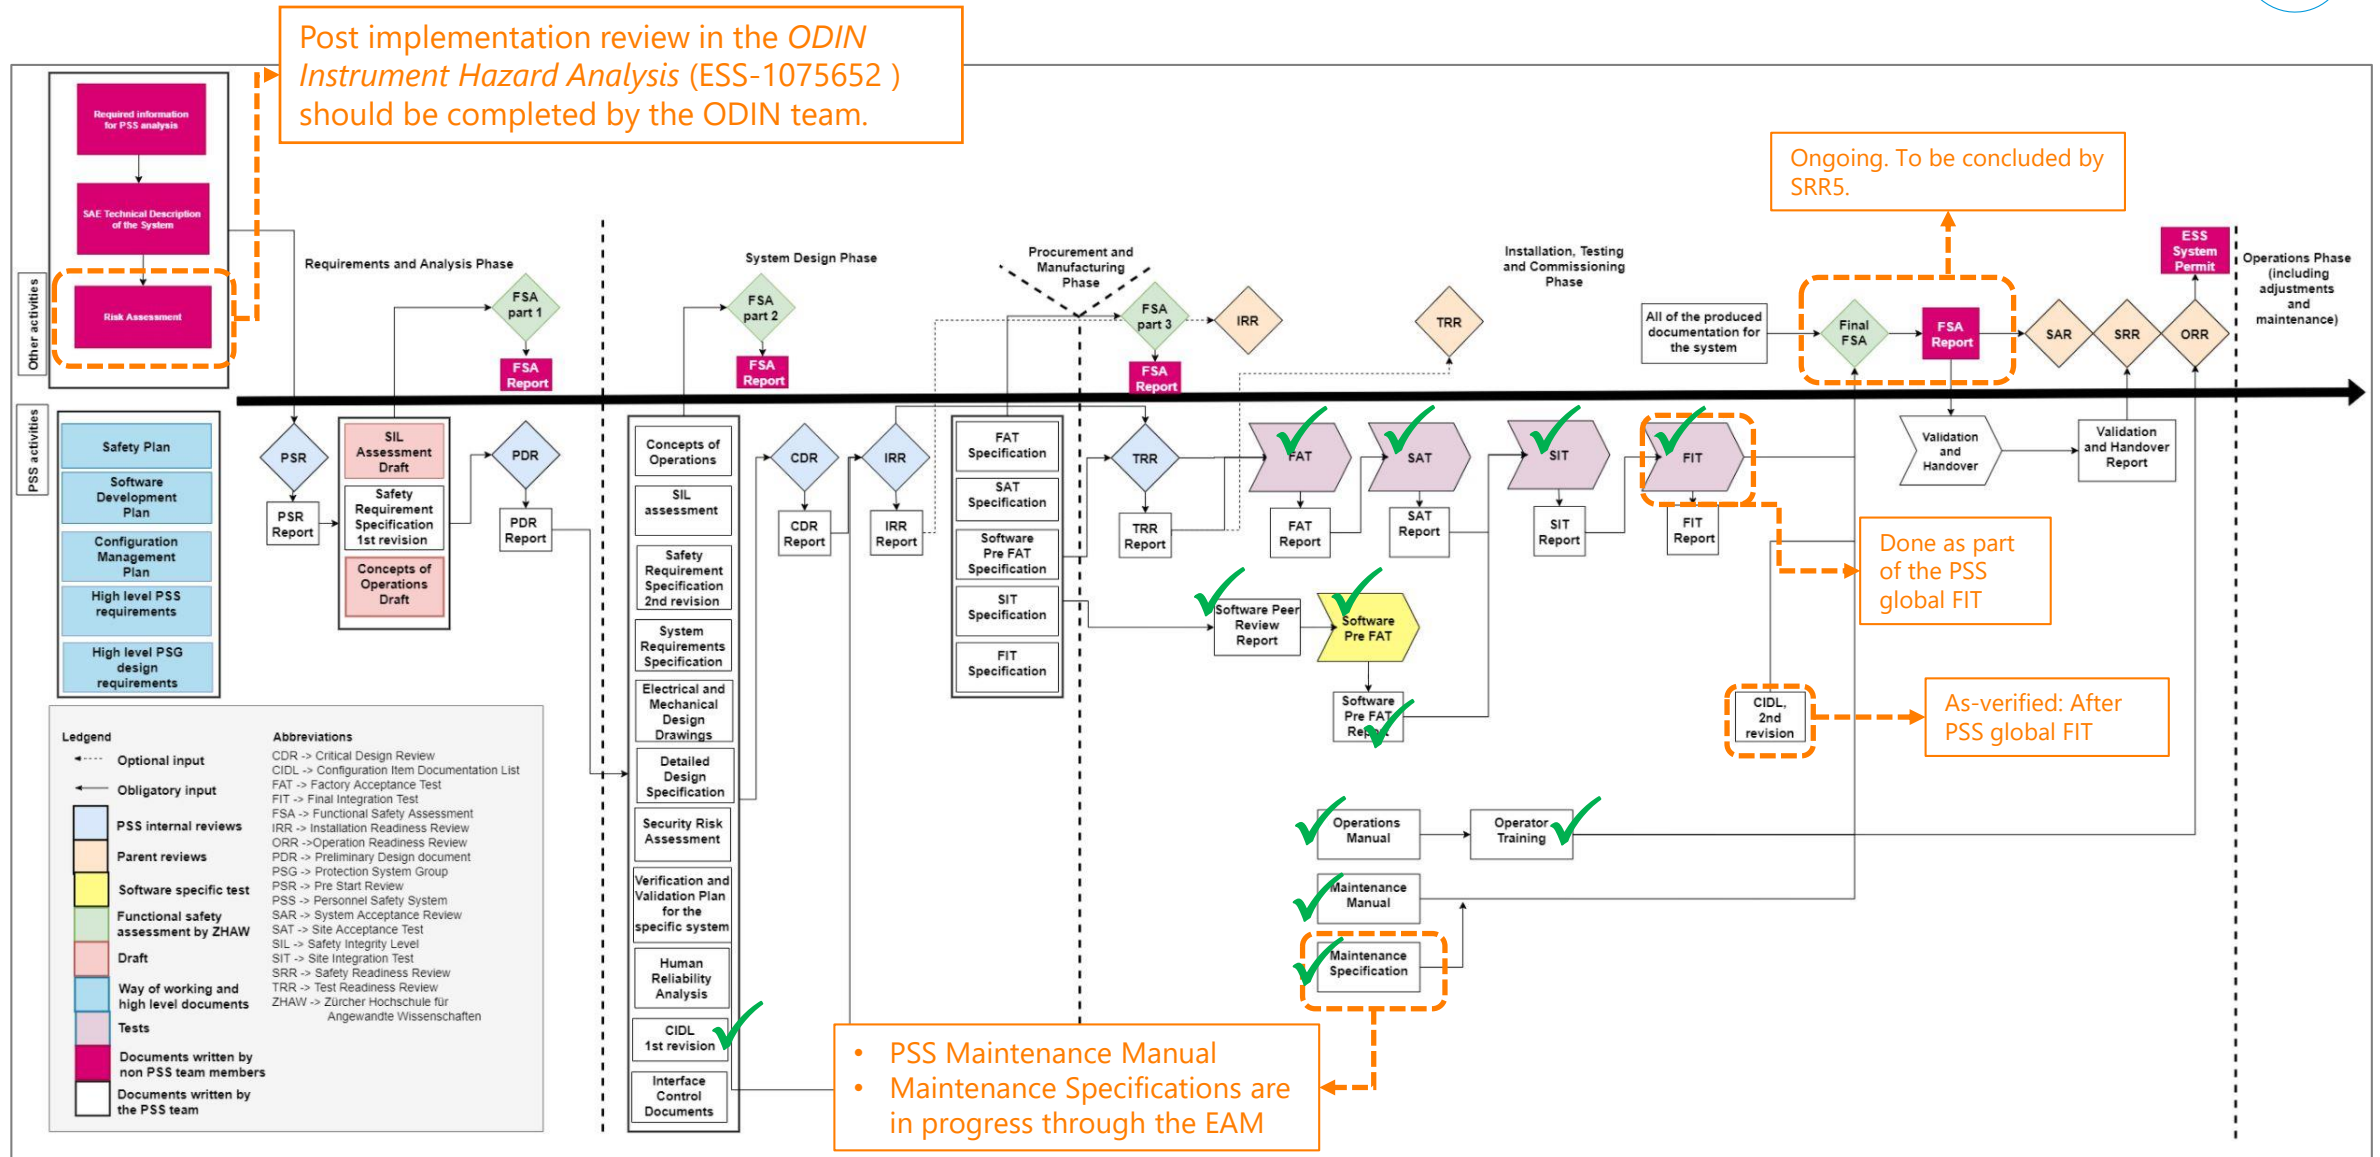 Post implementation review in the ODIN
Instrument Hazard Analysis (ESS-1075652 )
should be completed by the ODIN team.
Required information
for PSS analysis
SAE Technical Description
of the System
Risk Assessment
Other activities
PSS activities
Requirements and Analysis Phase
FSA
part 1
FSA
Report
System Design Phase
FSA
part 2
FSA
Report
Procurement and
Manufacturing
Phase
FSA
part 3
FSA
Report
IRR
TRR
Installation, Testing
and Commissioning
Phase
Ongoing. To be concluded by
SRR5.
All of the produced
documentation for
the system
Final
FSA
FSA
Report
SAR
SRR
ORR
ESS
System
Permit
Operations Phase
(including
adjustments
and
maintenance)
Safety Plan
Software
Development
Plan
Configuration
Management
Plan
High level PSS
requirements
High level PSG
design
requirements
PSR
PSR
Report
SIL
Assessment
Draft
Safety
Requirement
Specification
1st revision
Concepts of
Operations
Draft
PDR
PDR
Report
Concepts of
Operations
SIL
assessment
Safety
Requirement
Specification
2nd revision
System
Requirements
Specification
Electrical and
Mechanical
Design
Drawings
Detailed
Design
Specification
Security Risk
Assessment
Verification and
Validation Plan
for the
specific system
Human
Reliability
Analysis
CIDL
1st revision
Interface
Control
Documents
CDR
CDR
Report
IRR
IRR
Report
FAT
Specification
SAT
Specification
Software
Pre FAT
Specification
SIT
Specification
FIT
Specification
TRR
TRR
Report
FAT
FAT
Report
SAT
SAT
Report
SIT
SIT
Report
FIT
FIT
Report
Validation
and
Handover
Validation
and Handover
Report
Done as part
of the PSS
global FIT
Software Peer
Review
Report
Software
Pre FAT
Software
Pre FAT
Report
CIDL,
2nd
revision
As-verified: After
PSS global FIT
Operations
Manual
Operator
Training
Maintenance
Manual
Maintenance
Specification
• PSS Maintenance Manual
• Maintenance Specifications are
in progress through the EAM
Ledgend
Optional input
Obligatory input
PSS internal reviews
Parent reviews
Software specific test
Functional safety
assessment by ZHAW
Draft
Way of working and
high level documents
Tests
Documents written by
non PSS team members
Documents written by
the PSS team
Abbreviations
CDR -> Critical Design Review
CIDL -> Configuration Item Documentation List
FAT -> Factory Acceptance Test
FIT -> Final Integration Test
FSA -> Functional Safety Assessment
IRR -> Installation Readiness Review
ORR ->Operation Readiness Review
PDR -> Preliminary Design document
PSG -> Protection System Group
PSR -> Pre Start Review
PSS -> Personnel Safety System
SAR -> System Acceptance Review
SAT -> Site Acceptance Test
SIL -> Safety Integrity Level
SIT -> Site Integration Test
SRR -> Safety Readiness Review
TRR -> Test Readiness Review
ZHAW -> Zürcher Hochschule für
Angewandte Wissenschaften